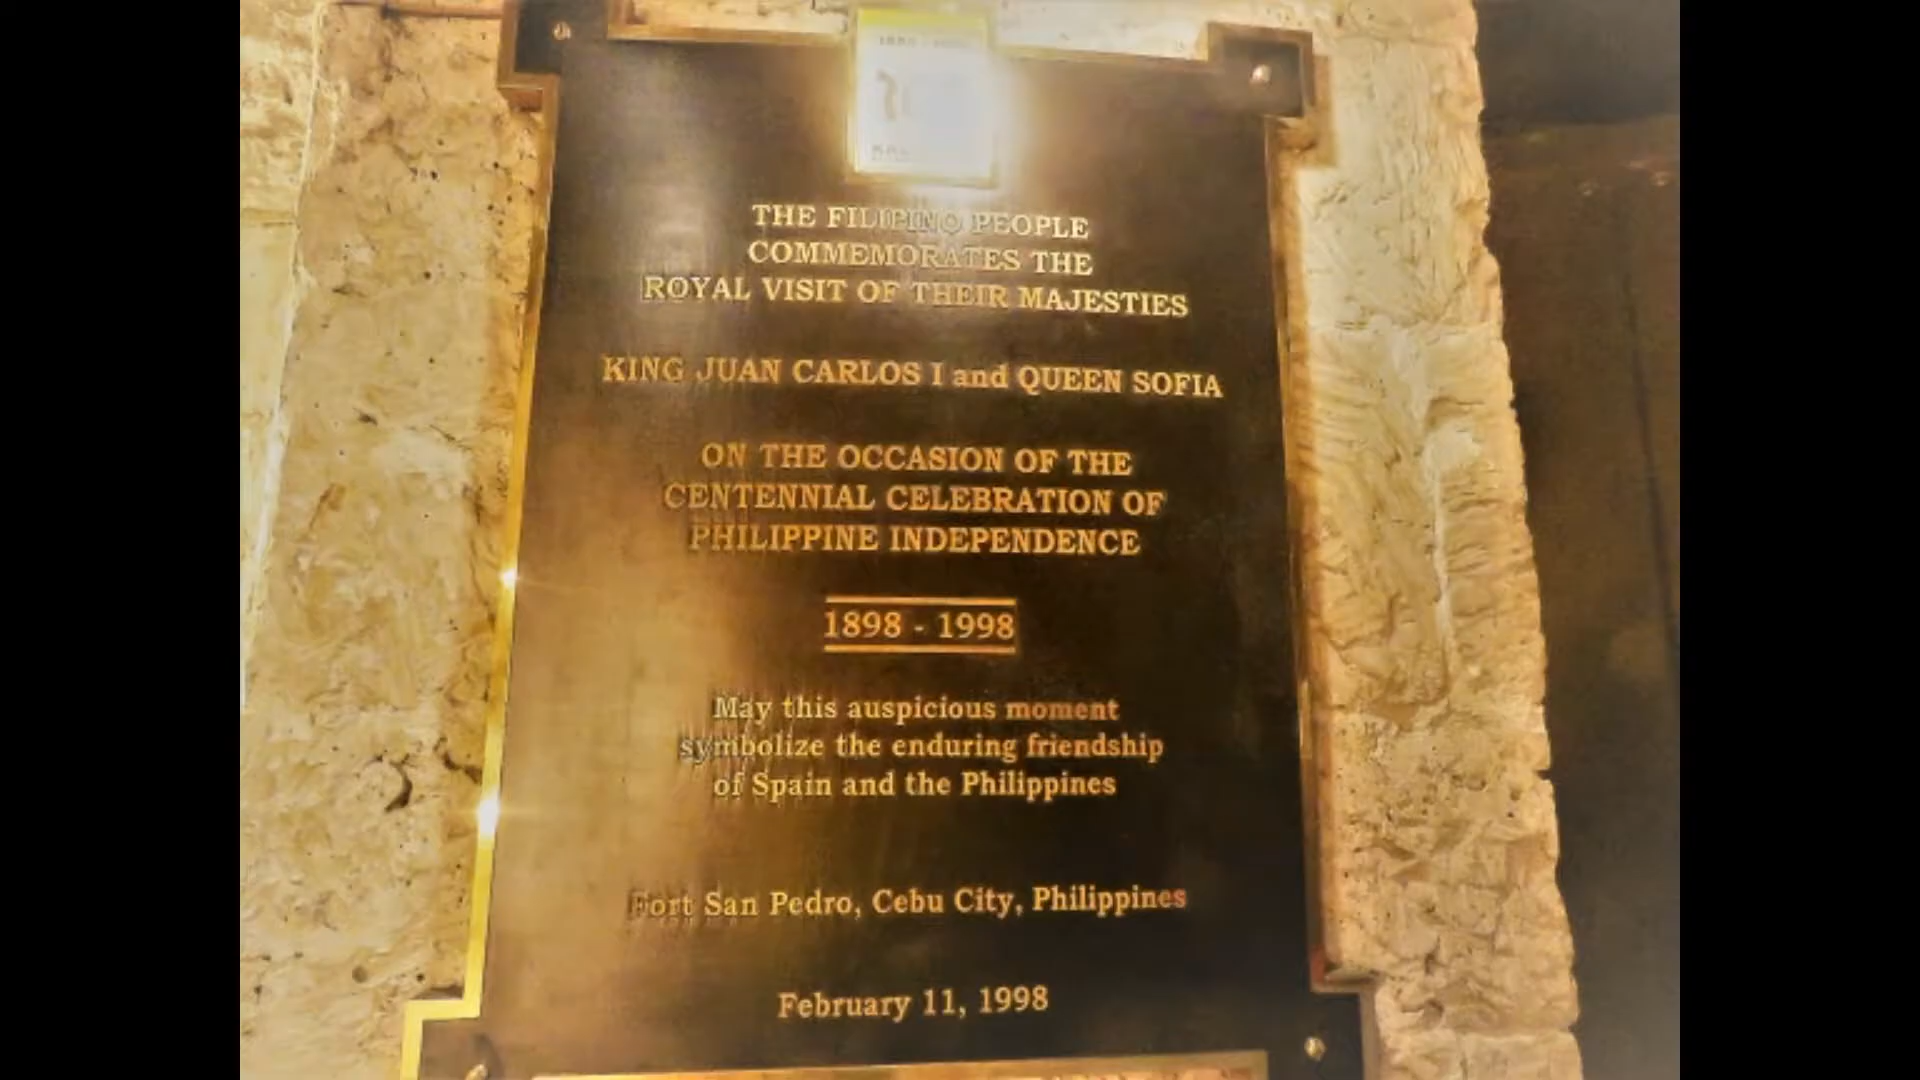 THE FILIPINO PEOPLE
COMMEMORATES THE
ROYAL VISIT OF THEIR MAJESTIES
KING JUAN CARLOS I and QUEEN SOFIA
ON THE OCCASION OF THE
CENTENNIAL CELEBRATION OF
PHILIPPINE INDEPENDENCE
1898 - 1998
May this auspicious moment
symbolize the enduring friendship
of Spain and the Philippines
Fort San Pedro, Cebu City, Philippines
February 11, 1998